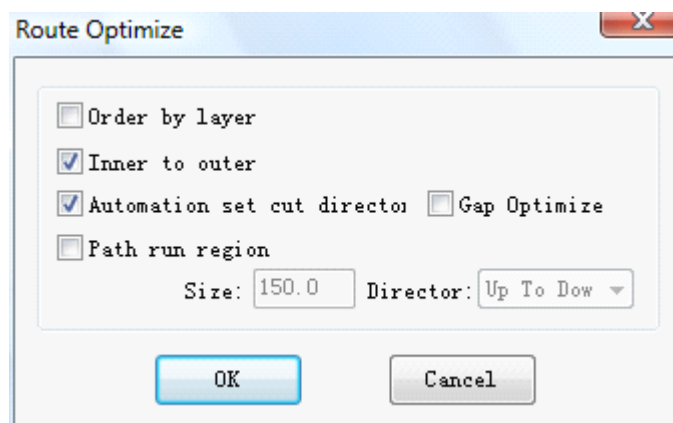 Route Optimize
Order by layer
Inner to outer
Automation set cut director Gap Optimize
Path run region
Size: 150.0 Director: Up To Dow
OK Cancel